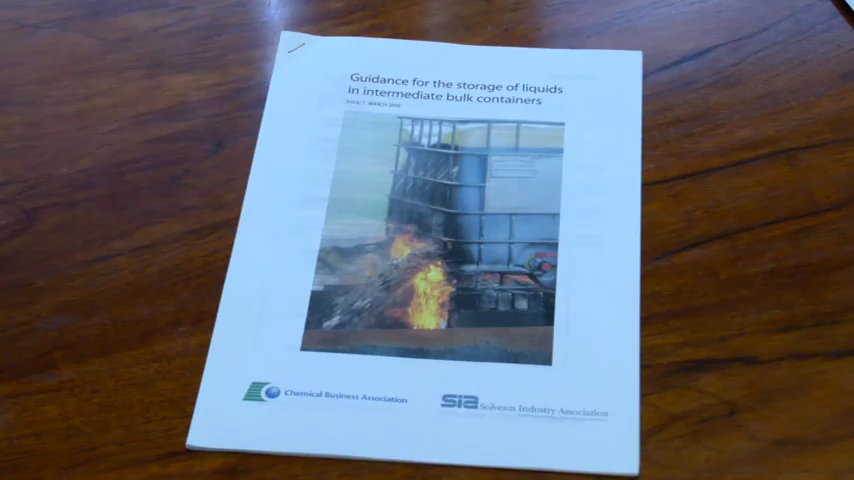 Guidance for the storage of liquids
in intermediate bulk containers
Chemical Business Association
sia Solvents Industry Association